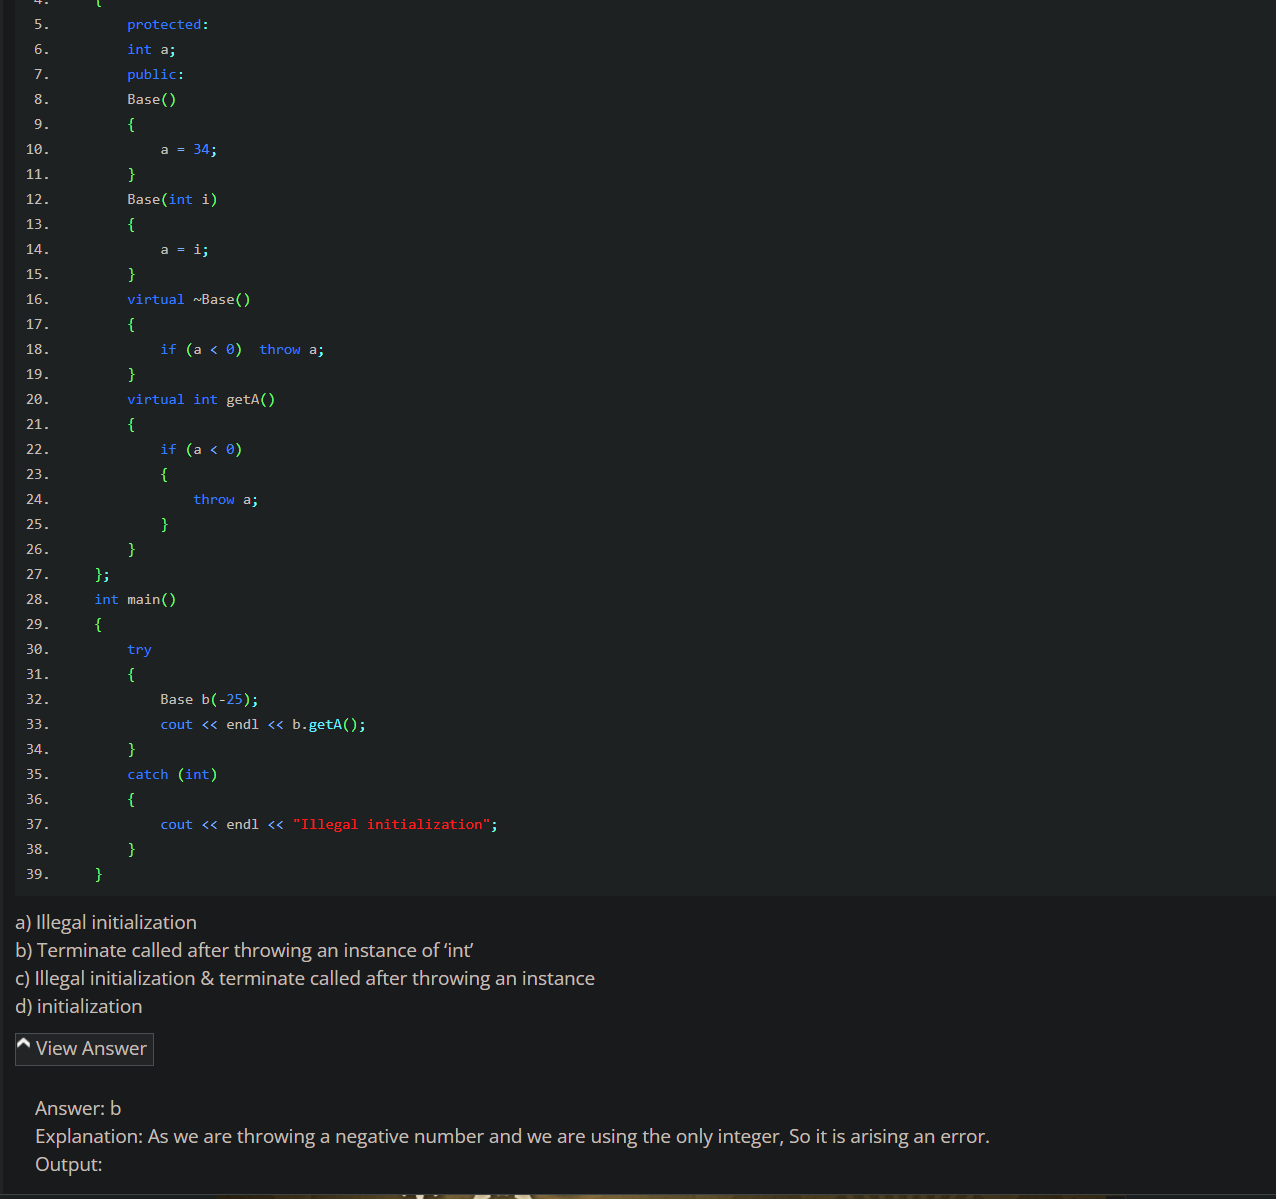 4. {
5. protected:
6. int a;
7. public:
8. Base()
9. {
10. a = 34;
11. }
12. Base(int i)
13. {
14. a = i;
15. }
16. virtual ~Base()
17. {
18. if (a < 0)  throw a;
19. }
20. virtual int getA()
21. {
22. if (a < 0)
23. {
24. throw a;
25. }
26. }
27. };
28. int main()
29. {
30. try
31. {
32. Base b(-25);
33. cout << endl << b.getA();
34. }
35. catch (int)
36. {
37. cout << endl << "Illegal initialization";
38. }
39. }
a) Illegal initialization
b) Terminate called after throwing an instance of ‘int’
c) Illegal initialization & terminate called after throwing an instance
d) initialization
View Answer
Answer: b
Explanation: As we are throwing a negative number and we are using the only integer, So it is arising an error.
Output: